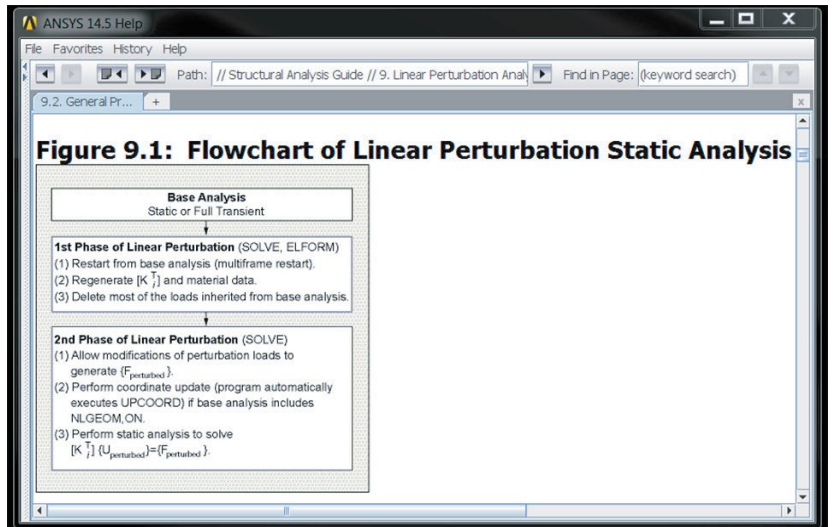 ANSYS 14.5 Help
File Favorites History Help
Path: // Structural Analysis Guide // 9. Linear Perturbation Analy Find in Page: (keyword search)
9.2. General Pr... + x
Figure 9.1: Flowchart of Linear Perturbation Static Analysis
Base Analysis
Static or Full Transient
1st Phase of Linear Perturbation (SOLVE, ELFORM)
(1) Restart from base analysis (multiframe restart).
(2) Regenerate [K T i] and material data.
(3) Delete most of the loads inherited from base analysis.
2nd Phase of Linear Perturbation (SOLVE)
(1) Allow modifications of perturbation loads to
generate {Fperturbed }.
(2) Perform coordinate update (program automatically
executes UPCOORD) if base analysis includes
NLGEOM,ON.
(3) Perform static analysis to solve
[K T i] {Uperturbed}={Fperturbed }.